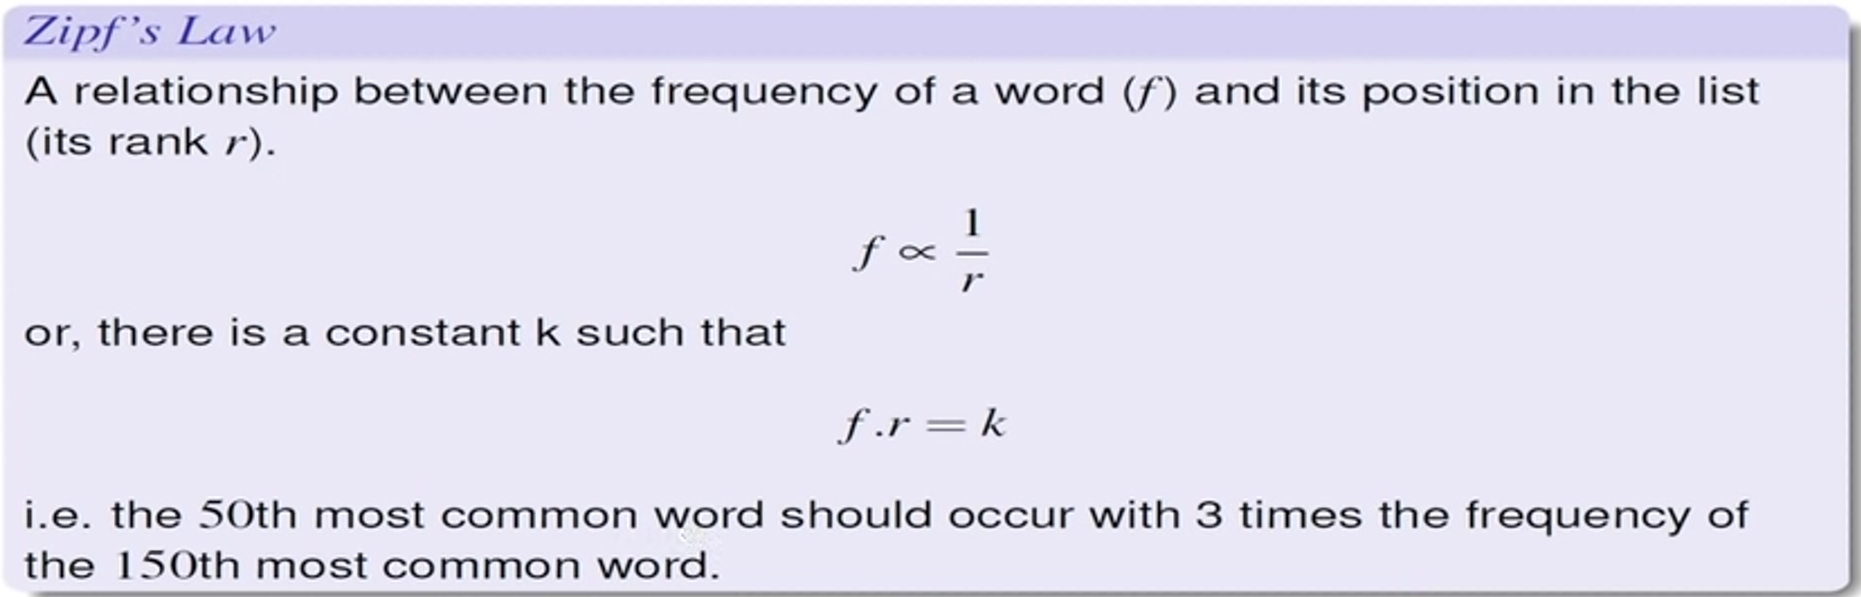 Zipf's Law
A relationship between the frequency of a word (f) and its position in the list
(its rank r).
f ∝ 1/r
or, there is a constant k such that
f.r = k
i.e. the 50th most common word should occur with 3 times the frequency of
the 150th most common word.